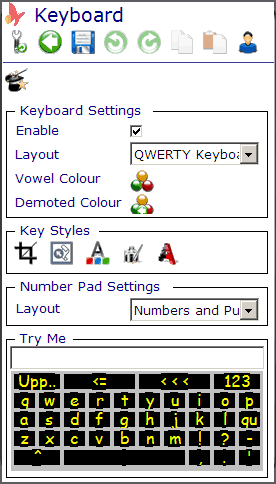 Keyboard
Keyboard Settings
Enable
Layout QWERTY Keyboa
Vowel Colour
Demoted Colour
Key Styles
Number Pad Settings
Layout Numbers and Pu
Try Me
Upp.. <= < < < 123
q w e r t y u i o p
a s d f g h j k l qu
z x c v b n m ! ? -
^ , . '